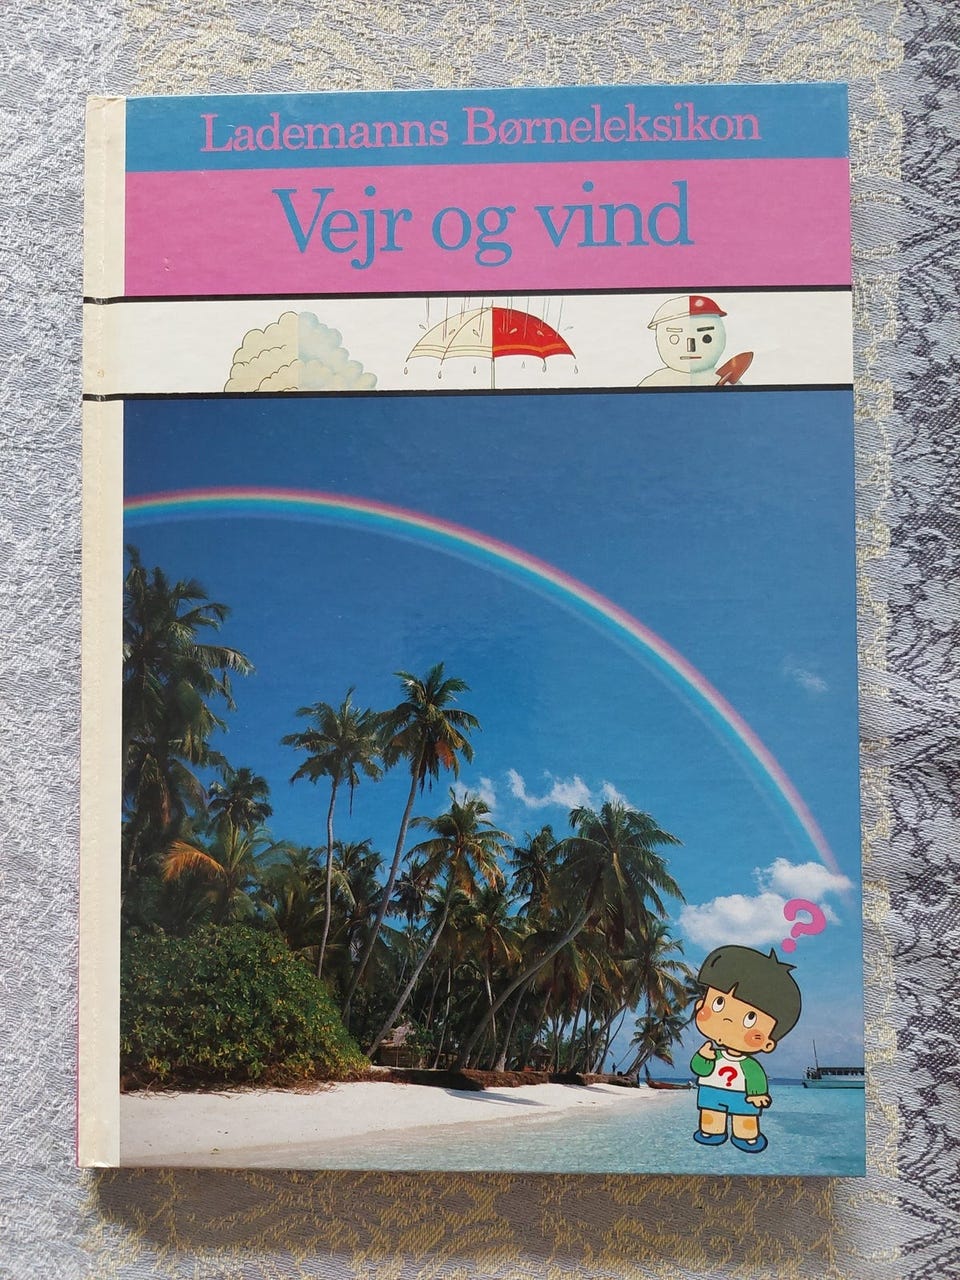 Lademanns Børneleksikon
Vejr og vind
?
?